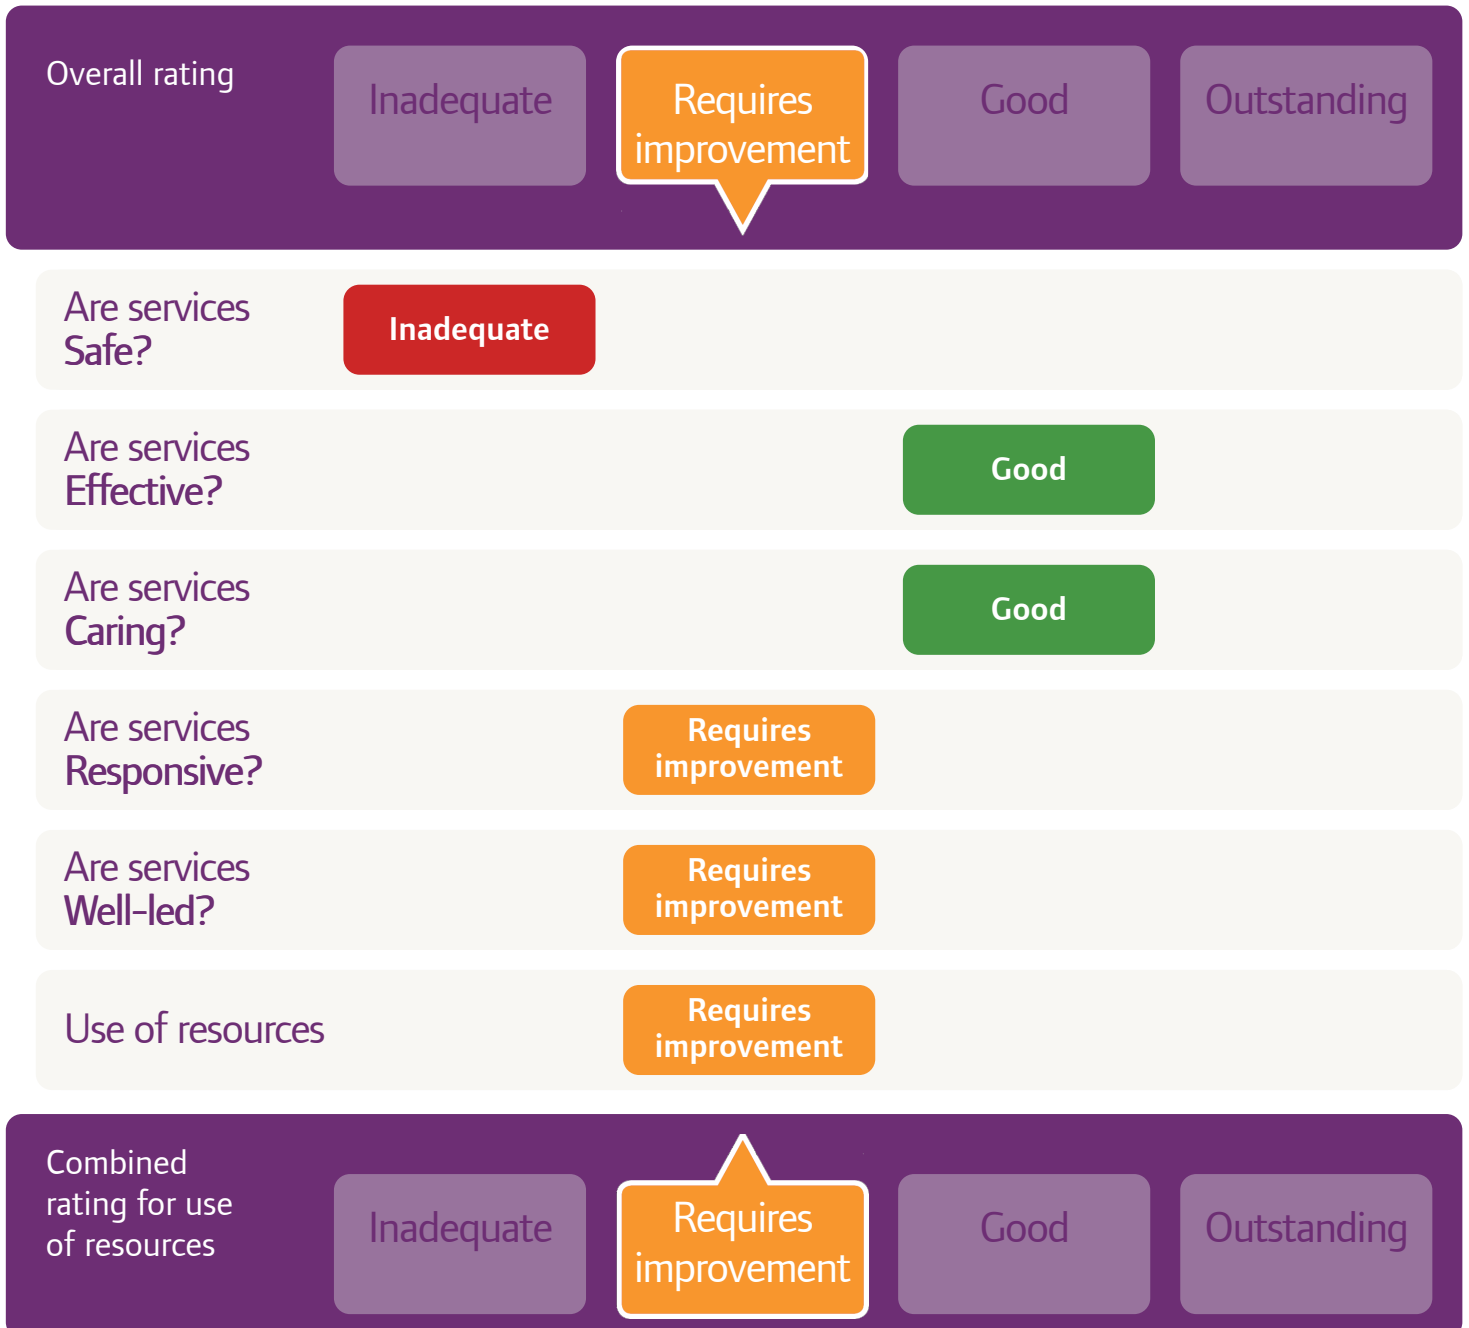 Overall rating
Inadequate
Requires
improvement
Good
Outstanding
Are services
Safe?
Inadequate
Are services
Effective?
Good
Are services
Caring?
Good
Are services
Responsive?
Requires
improvement
Are services
Well-led?
Requires
improvement
Use of resources
Requires
improvement
Combined
rating for use
of resources
Inadequate
Requires
improvement
Good
Outstanding